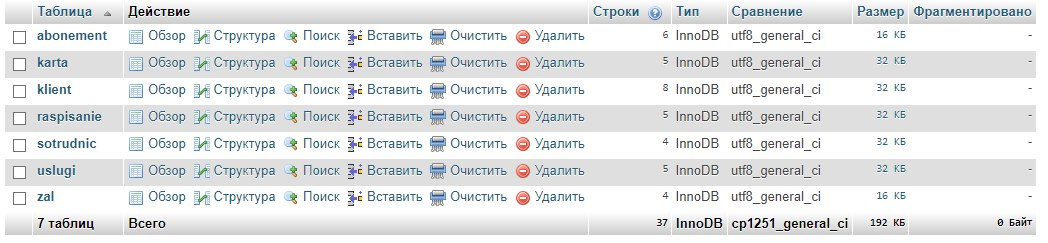 Таблица Действие Строки Тип Сравнение Размер Фрагментировано
abonement Обзор Структура Поиск Вставить Очистить Удалить 6 InnoDB utf8_general_ci 16 КБ -
karta Обзор Структура Поиск Вставить Очистить Удалить 5 InnoDB utf8_general_ci 32 КБ -
klient Обзор Структура Поиск Вставить Очистить Удалить 8 InnoDB utf8_general_ci 32 КБ -
raspisanie Обзор Структура Поиск Вставить Очистить Удалить 5 InnoDB utf8_general_ci 32 КБ -
sotrudnic Обзор Структура Поиск Вставить Очистить Удалить 4 InnoDB utf8_general_ci 32 КБ -
uslugi Обзор Структура Поиск Вставить Очистить Удалить 5 InnoDB utf8_general_ci 32 КБ -
zal Обзор Структура Поиск Вставить Очистить Удалить 4 InnoDB utf8_general_ci 16 КБ -
7 таблиц Всего 37 InnoDB cp1251_general_ci 192 КБ 0 Байт